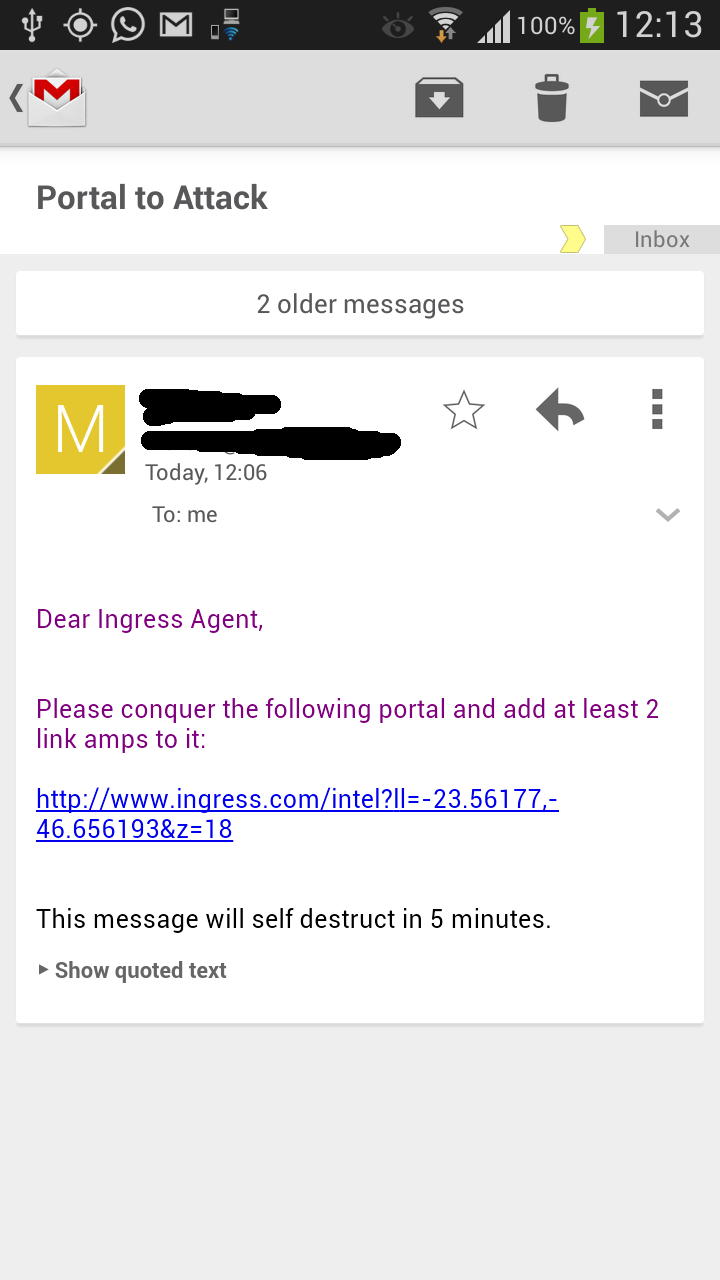 100% 12:13
Portal to Attack
Inbox
2 older messages
M
Today, 12:06
To: me
Dear Ingress Agent,
Please conquer the following portal and add at least 2
link amps to it:
http://www.ingress.com/intel?ll=-23.56177,-
46.656193&z=18
This message will self destruct in 5 minutes.
Show quoted text